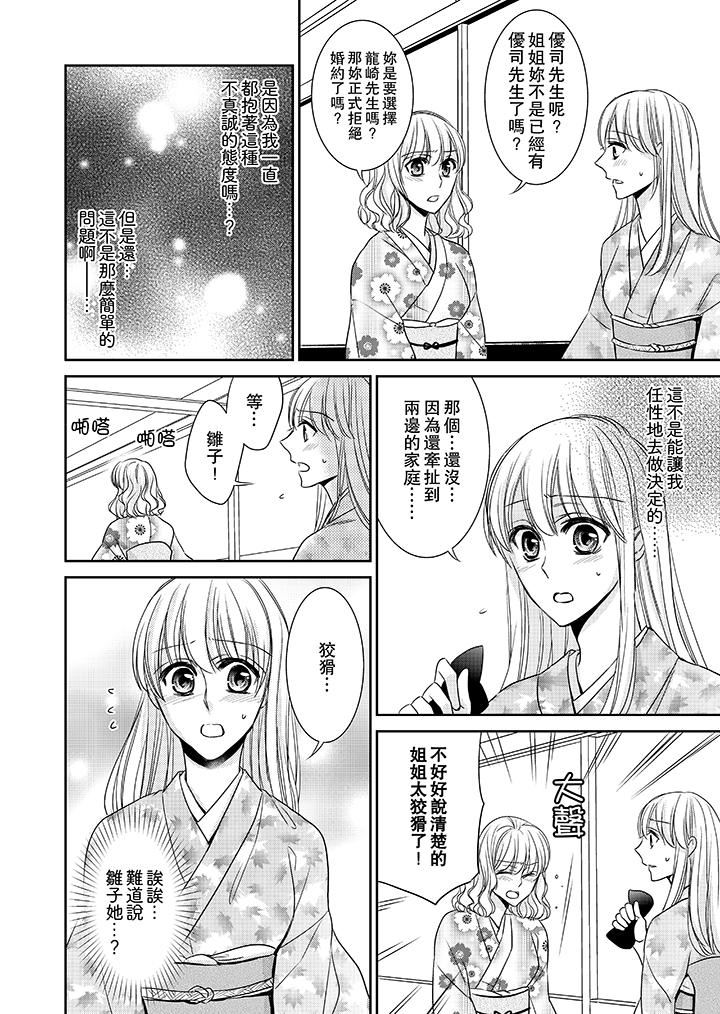 優司先生呢?
姐姐妳不是已經有
優司先生了嗎?
妳是要選擇
龍崎先生嗎?
那妳正式拒絕
婚約了嗎?
是因為我一直
都抱著這種
不真誠的態度嗎…?
但是還…
這不是那麼簡單的
問題啊——…
這不是能讓我
任性地去做決定的……
那個…還沒…
因為還牽扯到
兩邊的家庭……
等…
雛子!
啪嗒
啪嗒
大聲
不好好說清楚的
姐姐太狡猾了!
狡猾…
誒誒…
難道說
雛子她…?